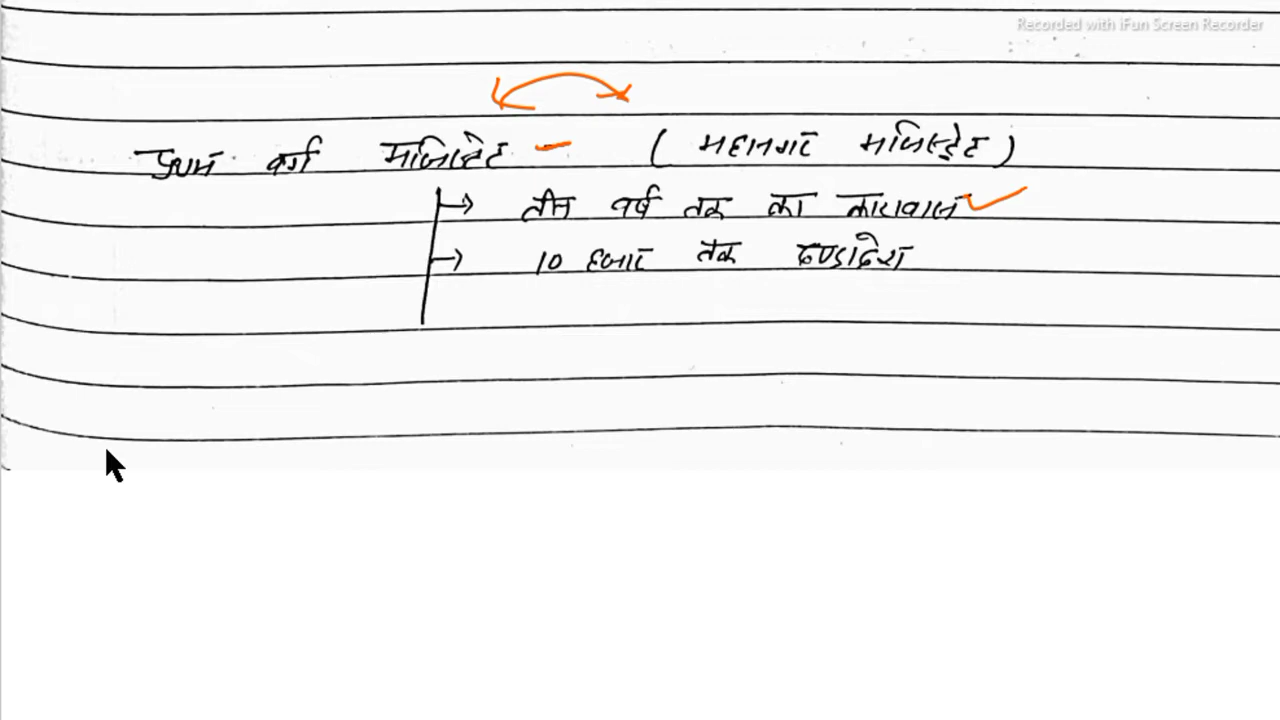 Recorded with iFun Screen Recorder
प्रथम वर्ग मजिस्ट्रेट - ( महानगर मजिस्ट्रेट )
→ तीन वर्ष तक का कारावास
→ 10 हजार तक दण्डादेश